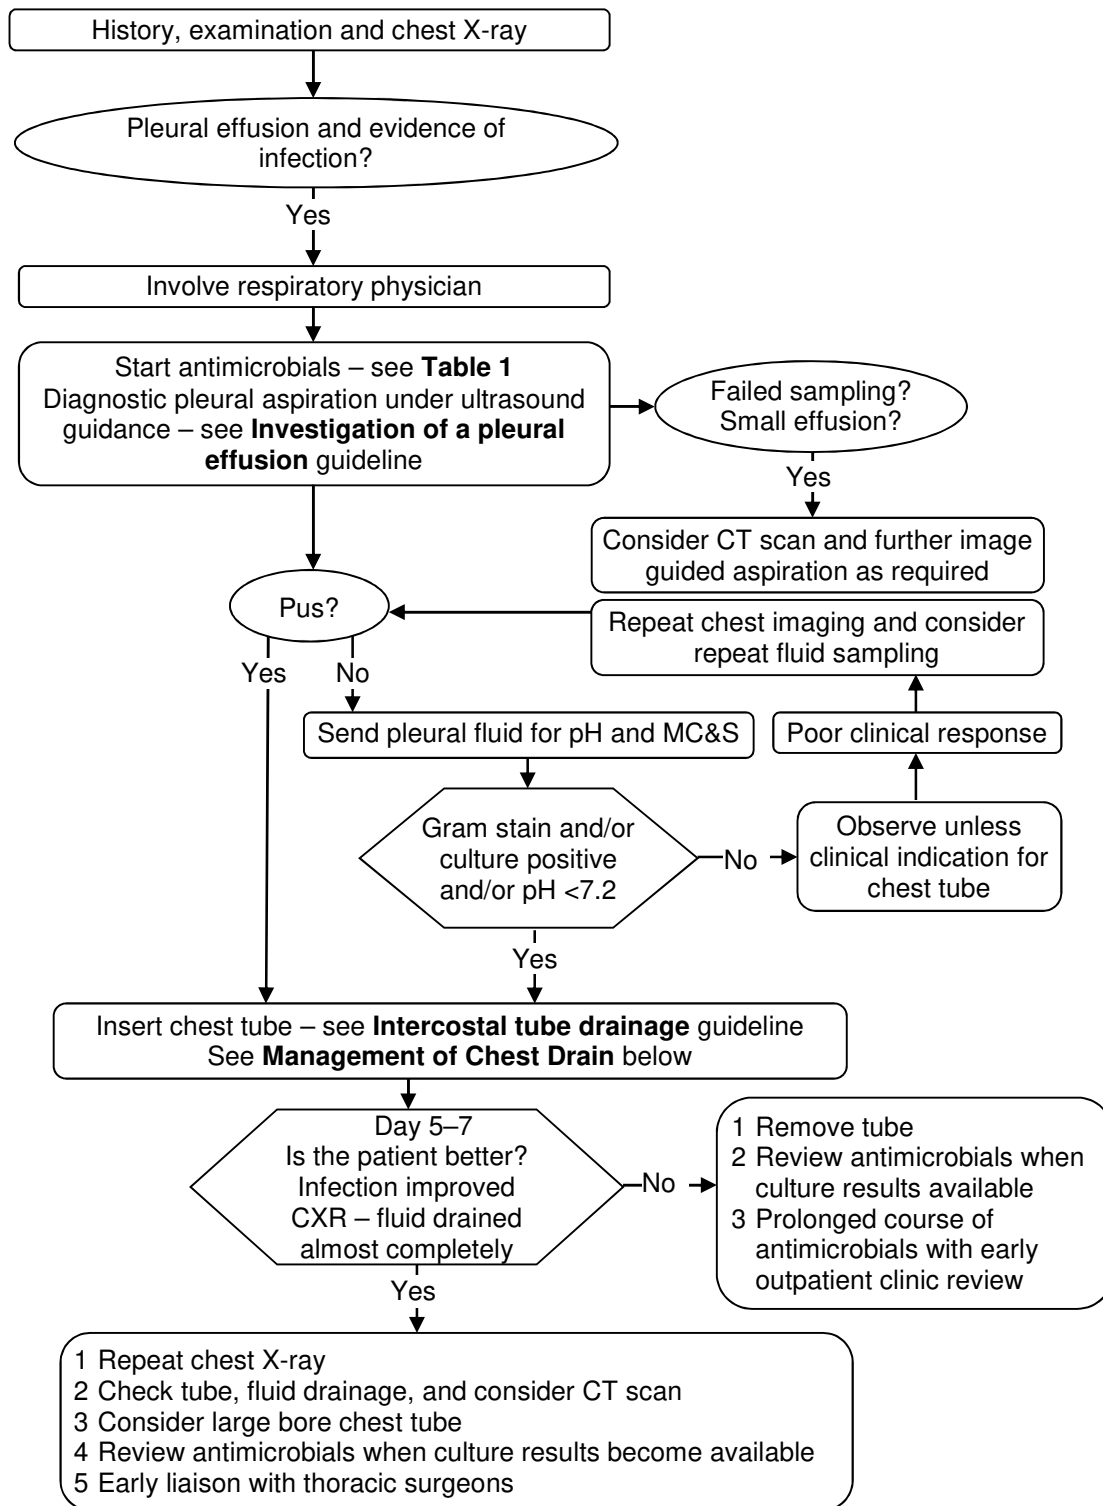 History, examination and chest X-ray
Pleural effusion and evidence of
infection?
Yes
Involve respiratory physician
Start antimicrobials – see Table 1
Diagnostic pleural aspiration under ultrasound
guidance – see Investigation of a pleural
effusion guideline
Failed sampling?
Small effusion?
Yes
Consider CT scan and further image
guided aspiration as required
Pus?
Repeat chest imaging and consider
repeat fluid sampling
Yes
No
Send pleural fluid for pH and MC&S
Poor clinical response
Gram stain and/or
culture positive
and/or pH <7.2
No
Observe unless
clinical indication for
chest tube
Yes
Insert chest tube – see Intercostal tube drainage guideline
See Management of Chest Drain below
Day 5–7
Is the patient better?
Infection improved
CXR – fluid drained
almost completely
No
1 Remove tube
2 Review antimicrobials when
culture results available
3 Prolonged course of
antimicrobials with early
outpatient clinic review
Yes
1 Repeat chest X-ray
2 Check tube, fluid drainage, and consider CT scan
3 Consider large bore chest tube
4 Review antimicrobials when culture results become available
5 Early liaison with thoracic surgeons